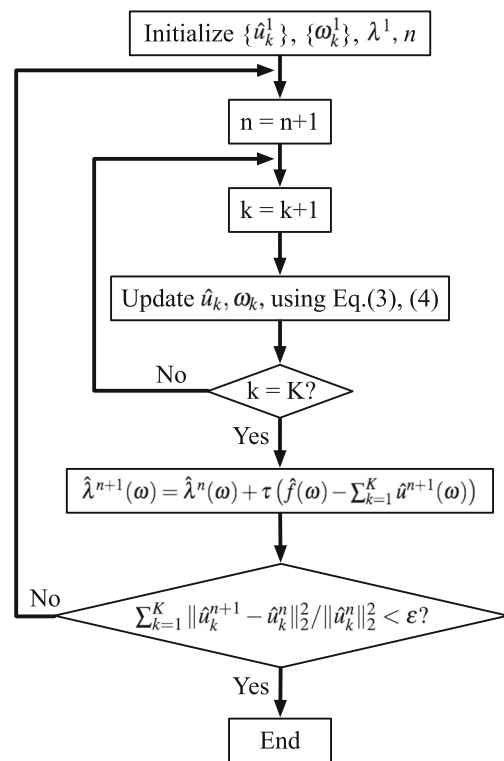 Initialize {û_k^1}, {ω_k^1}, λ^1, n
n = n+1
k = k+1
Update û_k, ω_k, using Eq.(3), (4)
No
k = K?
Yes
λ̂^{n+1}(ω) = λ̂^n(ω) + τ(f̂(ω) − ∑_{k=1}^K û^{n+1}(ω))
No
∑_{k=1}^K ||û_k^{n+1} − û_k^n||_2^2/||û_k^n||_2^2 < ε?
Yes
End